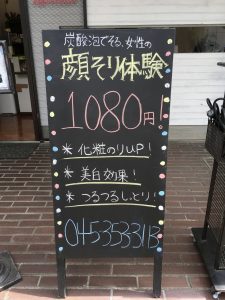 炭酸泡でそる、女性の
顔そり体験
1080円
* 化粧のりUP!
* 美白効果!
* つるつるしっとり!
0453533113